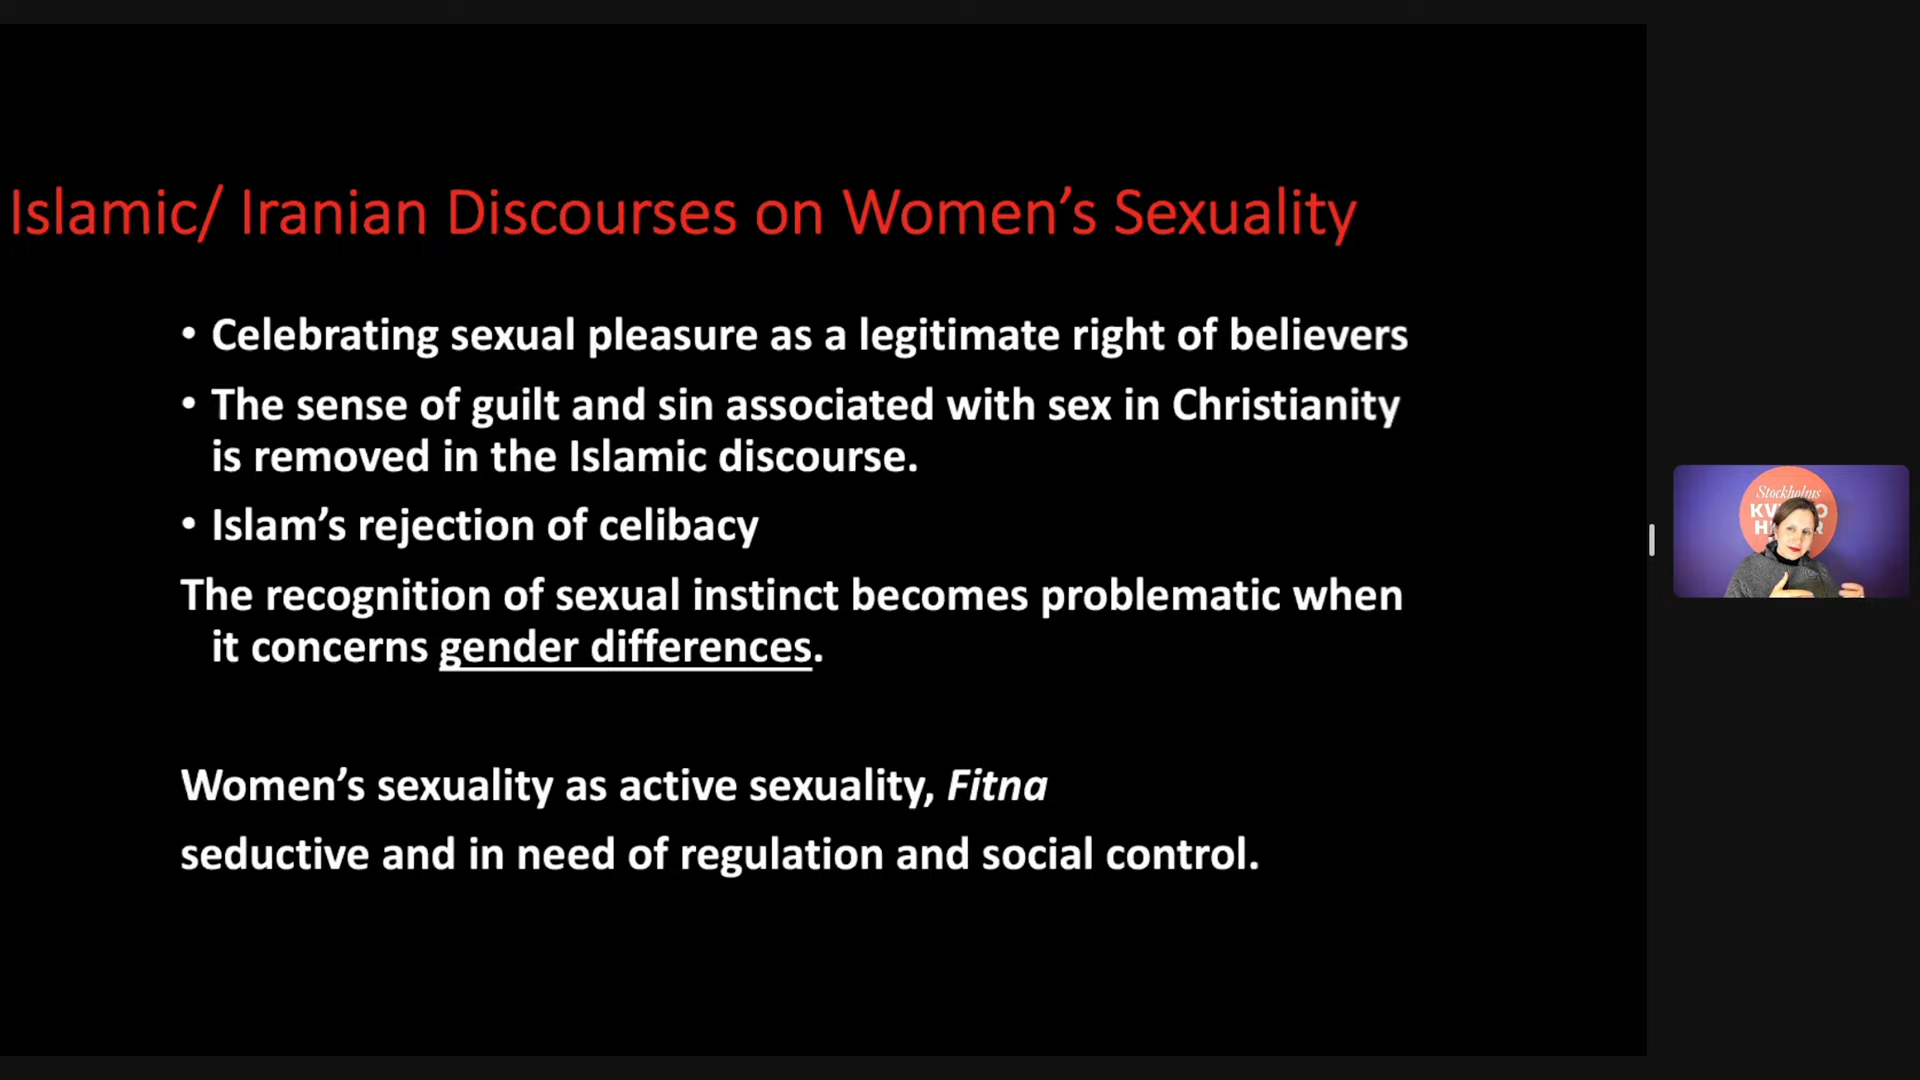 Islamic/ Iranian Discourses on Women’s Sexuality
• Celebrating sexual pleasure as a legitimate right of believers
• The sense of guilt and sin associated with sex in Christianity
is removed in the Islamic discourse.
• Islam’s rejection of celibacy
The recognition of sexual instinct becomes problematic when
it concerns gender differences.
Women’s sexuality as active sexuality, Fitna
seductive and in need of regulation and social control.
Stockholms